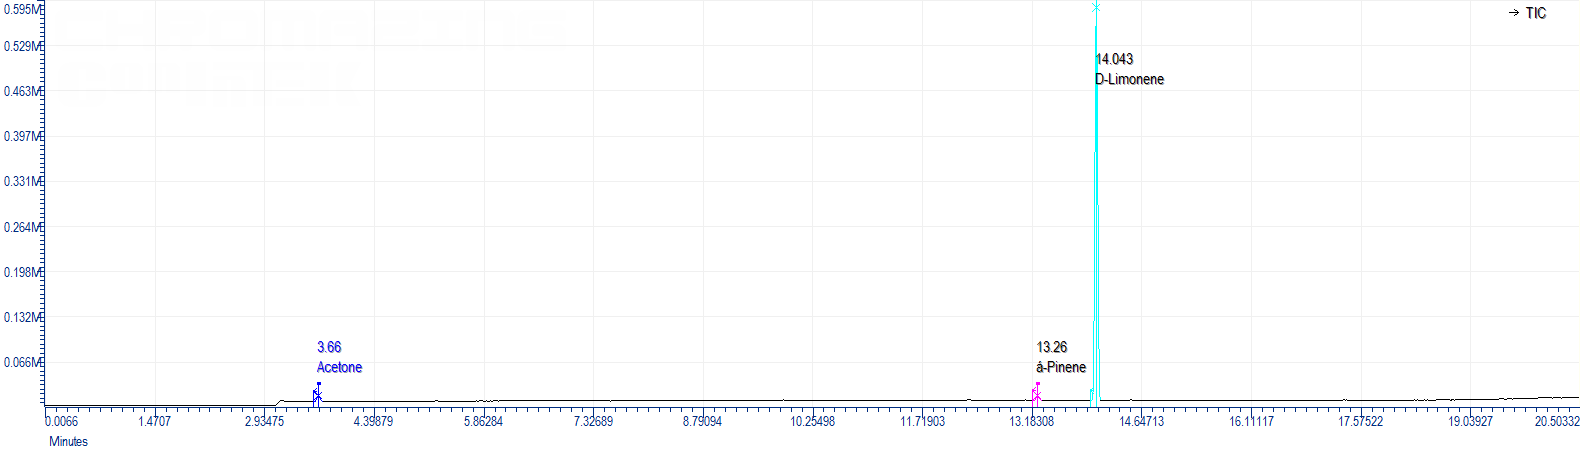 0.595M
→ TIC
0.529M
14.043
D-Limonene
0.463M
0.397M
0.331M
0.264M
0.198M
0.132M
3.66
13.26
0.066M
Acetone
â-Pinene
0.0066 1.4707 2.93475 4.39879 5.86284 7.32689 8.79094 10.25498 11.71903 13.18308 14.64713 16.11117 17.57522 19.03927 20.50332
Minutes